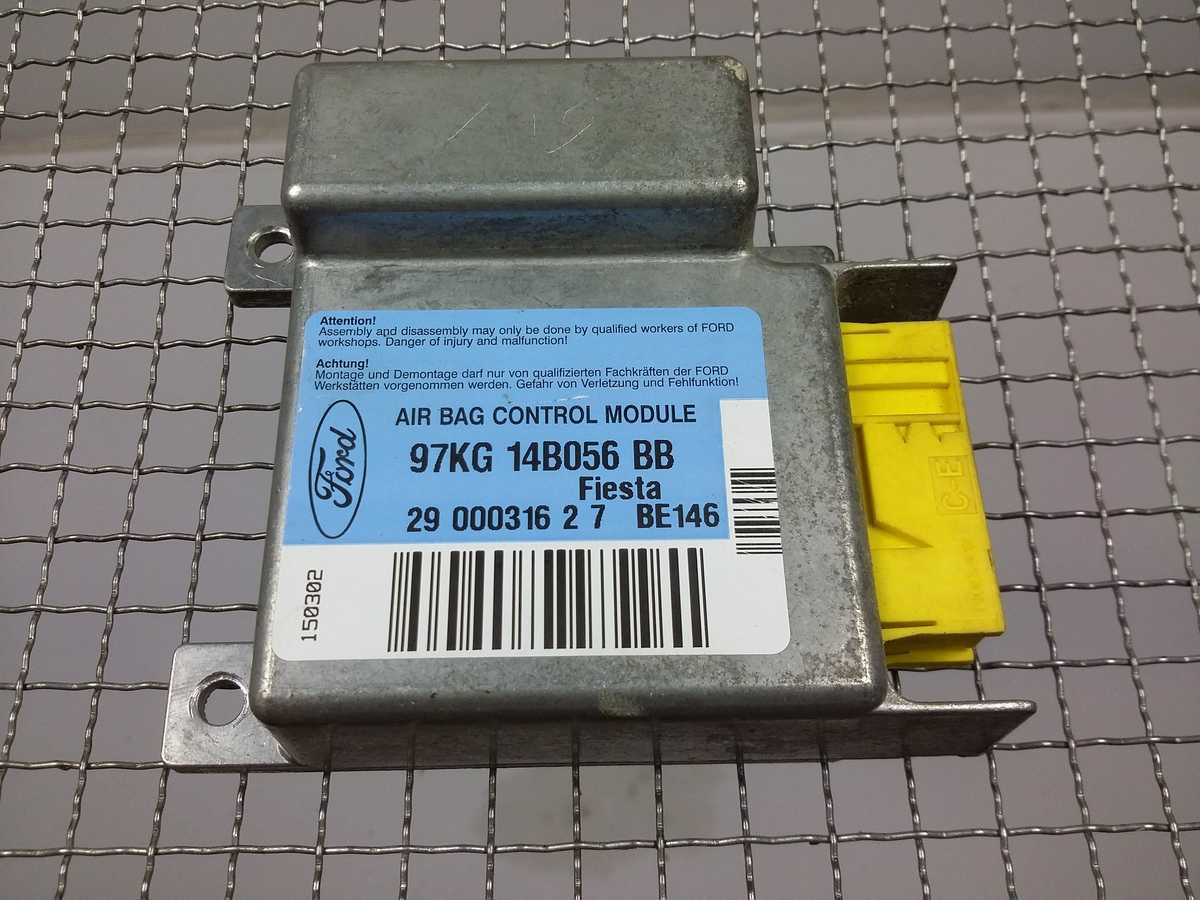 Attention!
Assembly and disassembly may only be done by qualified workers of FORD
workshops. Danger of injury and malfunction!
Achtung!
Montage und Demontage darf nur von qualifizierten Fachkräften der FORD
Werkstätten vorgenommen werden. Gefahr von Verletzung und Fehlfunktion!
Ford
AIR BAG CONTROL MODULE
97KG 14B056 BB
Fiesta
29 000316 2 7 BE146
150302
C-E